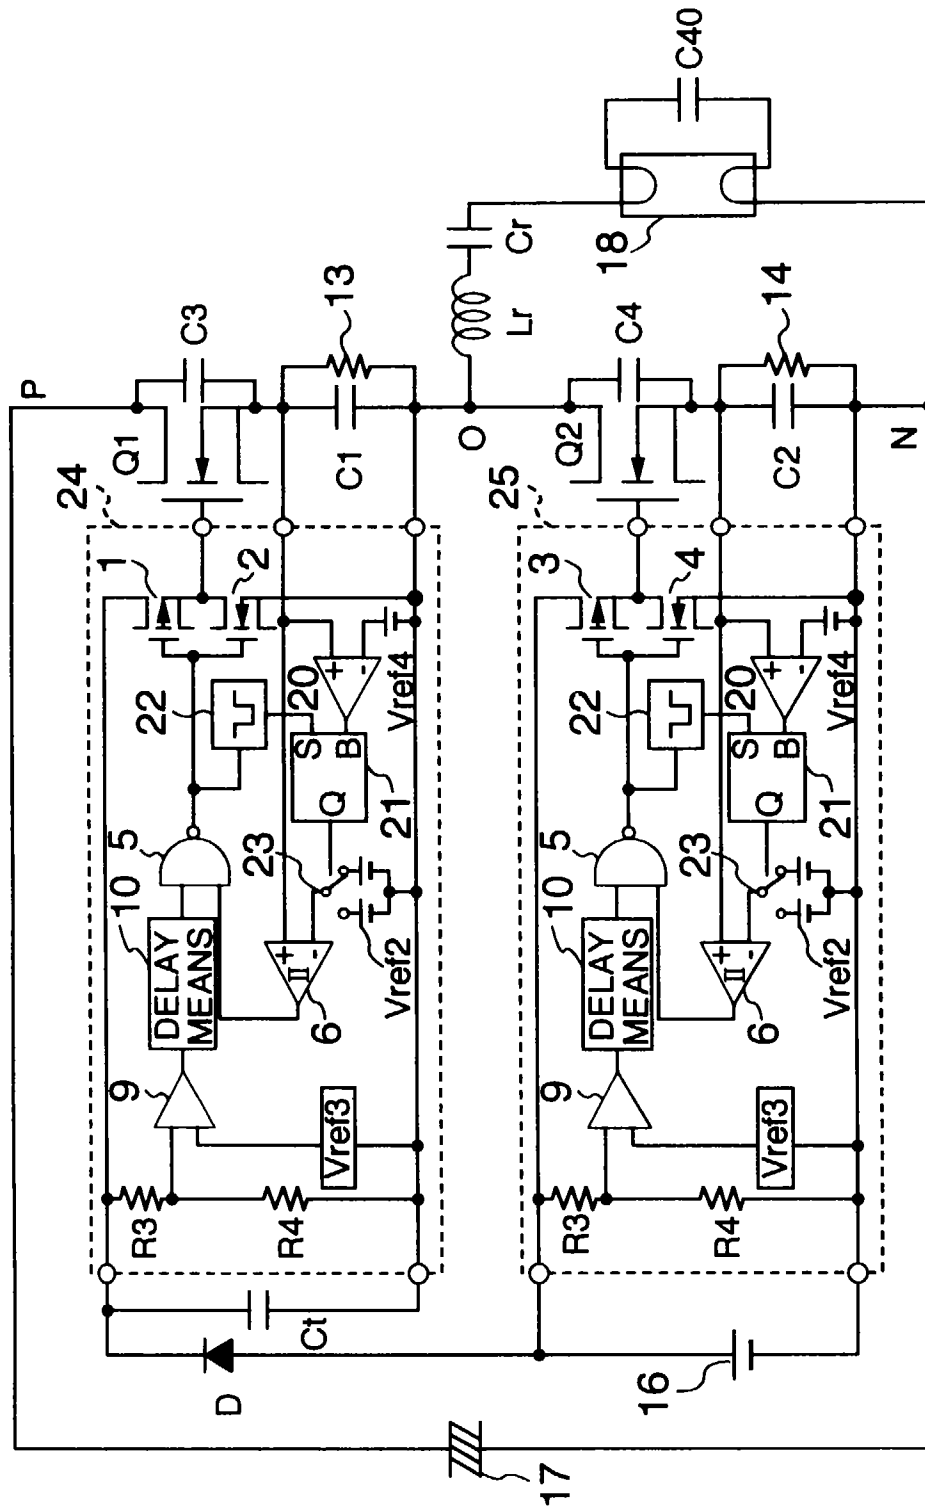 P
C3
Q1
24
1
2
22
5
10
DELAY
MEANS
9
R3
R4
Vref3
6
II
+
-
23
Vref2
Q
S
B
21
20
+
-
Vref4
C1
13
Ct
D
O
Lr
Cr
18
C40
C4
Q2
25
3
4
22
5
10
DELAY
MEANS
9
R3
R4
Vref3
6
II
+
-
23
Vref2
Q
S
B
21
20
+
-
Vref4
C2
14
N
16
17